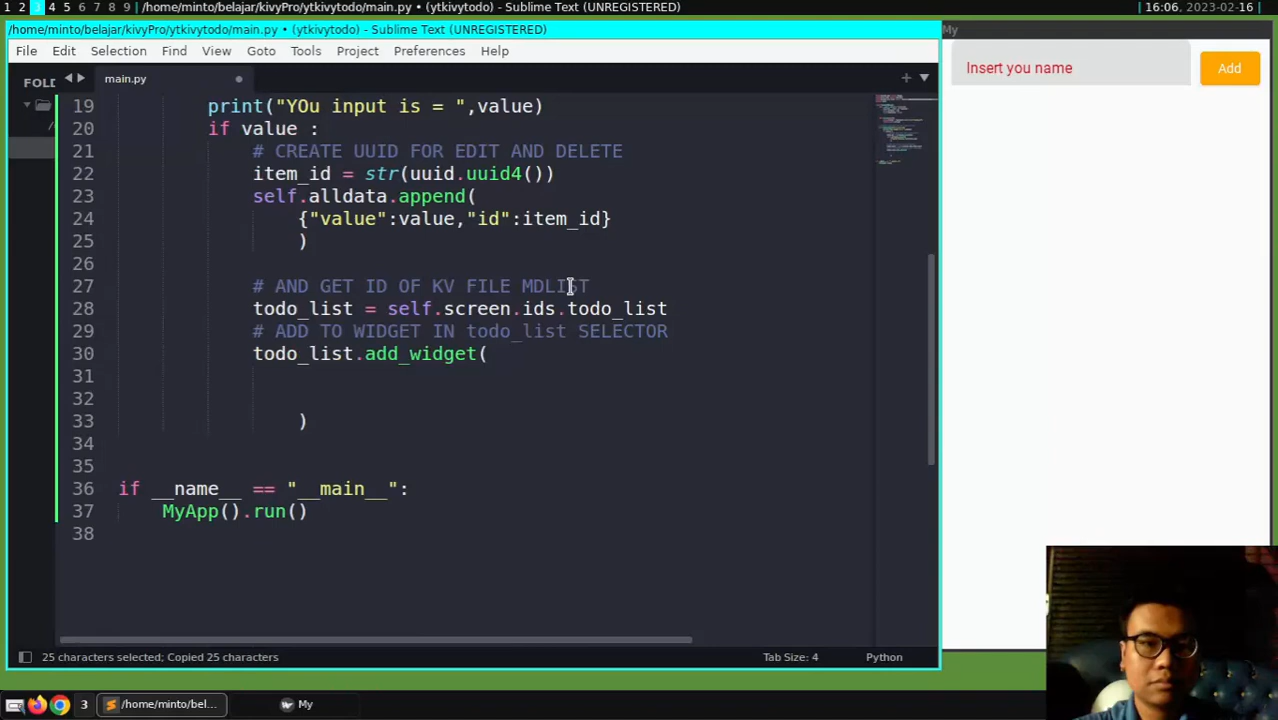 1 2 3 4 5 6 7 8 9 /home/minto/belajar/kivyPro/ytkivytodo/main.py • (ytkivytodo) - Sublime Text (UNREGISTERED) 16:06. 2023-02-16
/home/minto/belajar/kivyPro/ytkivytodo/main.py • (ytkivytodo) - Sublime Text (UNREGISTERED)
My
File Edit Selection Find View Goto Tools Project Preferences Help
FOLD
main.py
Insert you name
Add
19 print("YOu input is = ",value)
20 if value :
21 # CREATE UUID FOR EDIT AND DELETE
22 item_id = str(uuid.uuid4())
23 self.alldata.append(
24 {"value":value,"id":item_id}
25 )
26
27 # AND GET ID OF KV FILE MDLIST
28 todo_list = self.screen.ids.todo_list
29 # ADD TO WIDGET IN todo_list SELECTOR
30 todo_list.add_widget(
31
32
33 )
34
35
36 if __name__ == "__main__":
37 MyApp().run()
38
25 characters selected; Copied 25 characters
Tab Size: 4
Python
3
/home/minto/bel...
My